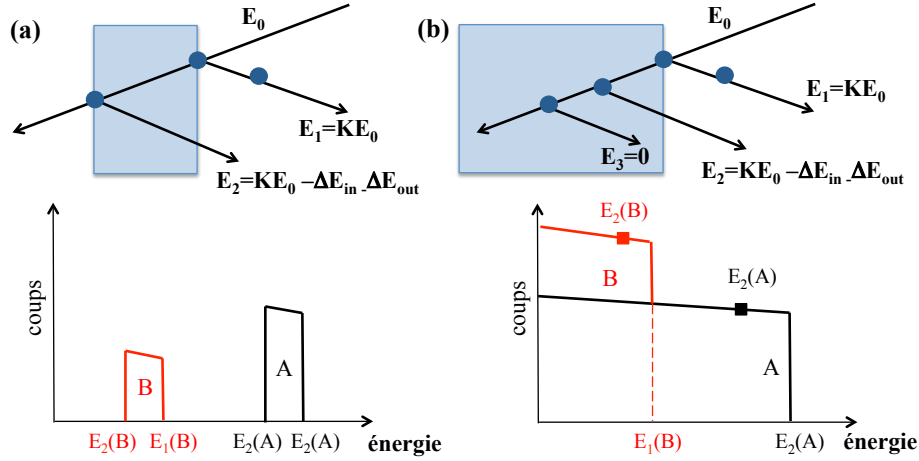 (a)
E₀
E₁=KE₀
E₂=KE₀ –ΔEin -ΔEout
(b)
E₀
E₁=KE₀
E₃=0
E₂=KE₀ –ΔEin -ΔEout
coups
B
A
E₂(B)
E₁(B)
E₂(A)
E₂(A)
énergie
coups
E₂(B)
B
E₂(A)
A
E₁(B)
E₂(A)
énergie